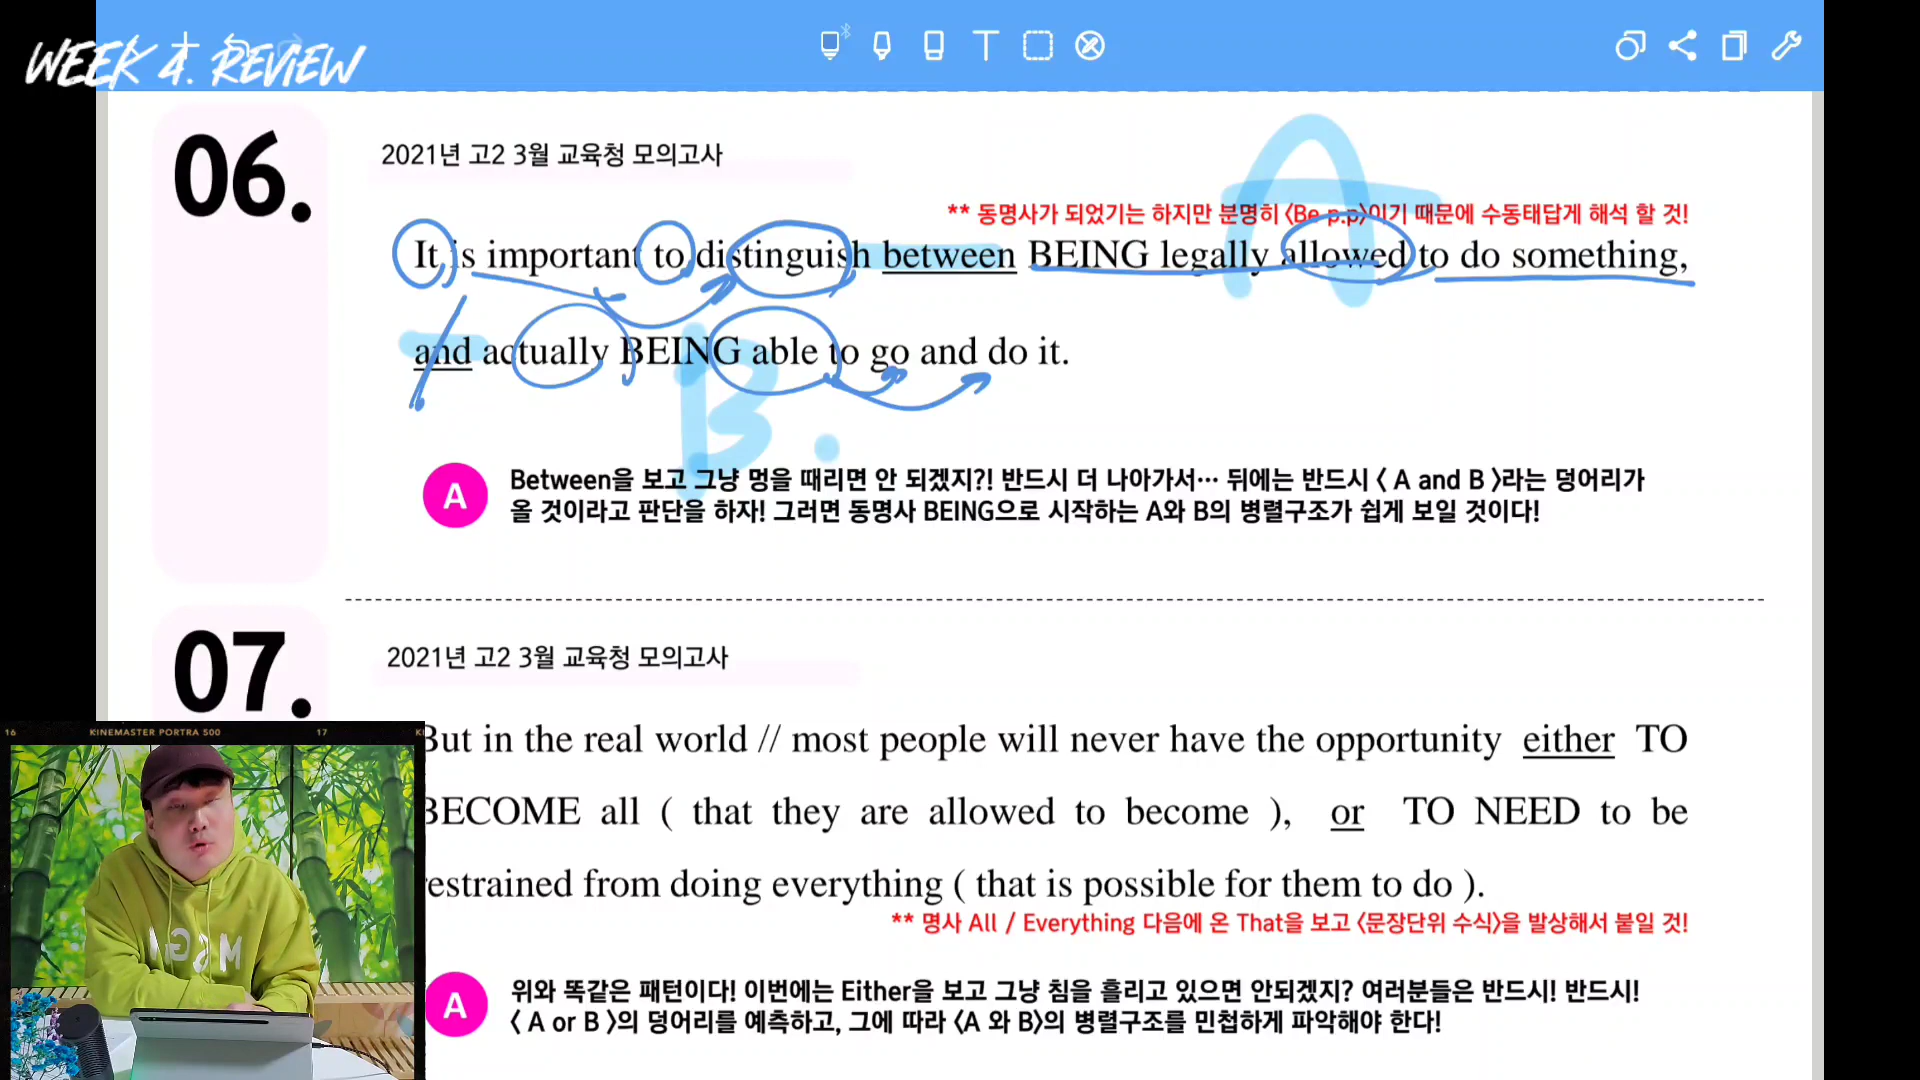 WEEK 4. REVIEW
06.
2021년 고2 3월 교육청 모의고사
A
** 동명사가 되었기는 하지만 분명히 〈Be p.p〉이기 때문에 수동태답게 해석 할 것!
It is important to distinguish between BEING legally allowed to do something,
and actually BEING able to go and do it.
B.
A
Between을 보고 그냥 멍을 때리면 안 되겠지?! 반드시 더 나아가서… 뒤에는 반드시 〈 A and B 〉라는 덩어리가
올 것이라고 판단을 하자! 그러면 동명사 BEING으로 시작하는 A와 B의 병렬구조가 쉽게 보일 것이다!
07.
2021년 고2 3월 교육청 모의고사
But in the real world // most people will never have the opportunity either TO
BECOME all ( that they are allowed to become ), or TO NEED to be
restrained from doing everything ( that is possible for them to do ).
** 명사 All / Everything 다음에 온 That을 보고 〈문장단위 수식〉을 발상해서 붙일 것!
A
위와 똑같은 패턴이다! 이번에는 Either을 보고 그냥 침을 흘리고 있으면 안되겠지? 여러분들은 반드시! 반드시!
〈 A or B 〉의 덩어리를 예측하고, 그에 따라 〈A 와 B〉의 병렬구조를 민첩하게 파악해야 한다!
16 KINEMASTER PORTRA 500 17